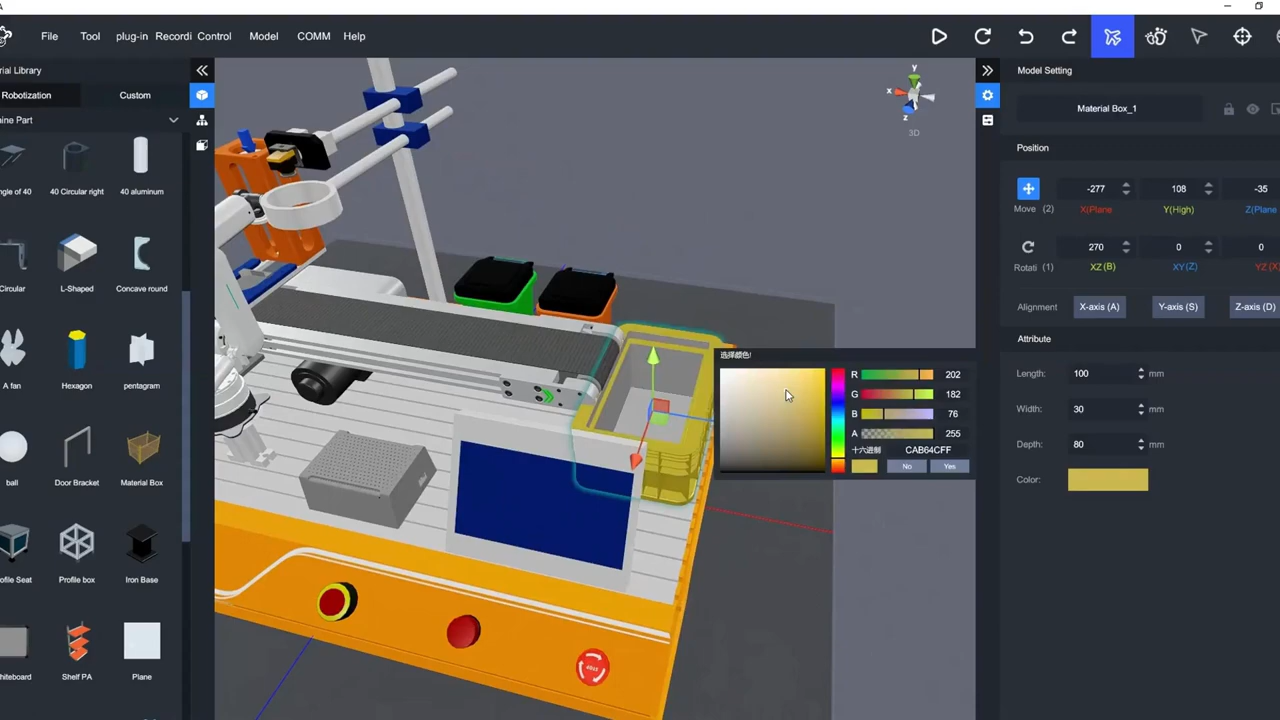 File Tool plug-in Recordi Control Model COMM Help
rial Library
Robotization Custom
aine Part
ngle of 40 40 Circular right 40 aluminum
Circular L-Shaped Concave round
A fan Hexagon pentagram
ball Door Bracket Material Box
ofile Seat Profile box Iron Base
hiteboard Shelf PA Plane
Y
X
Z
3D
选择颜色!
R 202
G 182
B 76
A 255
十六进制 CAB64CFF
No Yes
Model Setting
Material Box_1
Position
-277 108 -35
Move (2) X(Plane Y(High) Z(Plane
270 0 0
Rotati (1) XZ (B) XY(Z) YZ (X)
Alignment X-axis (A) Y-axis (S) Z-axis (D)
Attribute
Length: 100 mm
Width: 30 mm
Depth: 80 mm
Color: